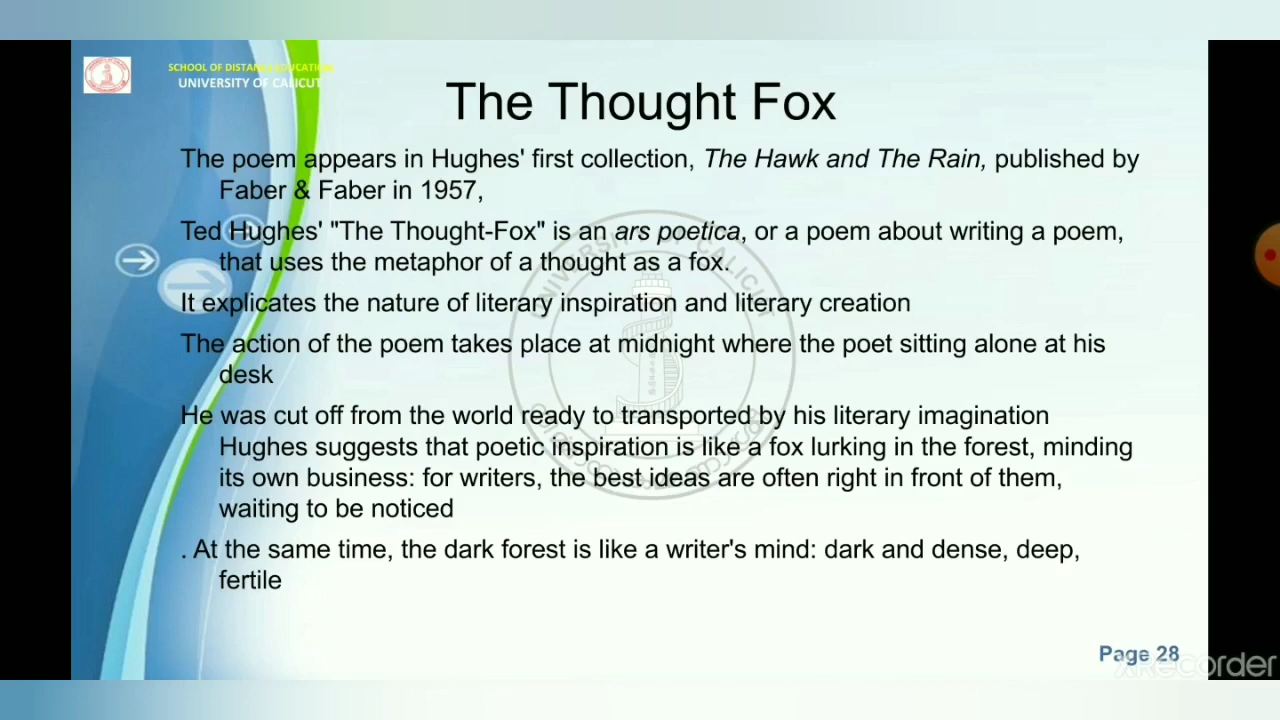 SCHOOL OF DISTANCE EDUCATION
UNIVERSITY OF CALICUT
The Thought Fox
The poem appears in Hughes' first collection, The Hawk and The Rain, published by
Faber & Faber in 1957,
Ted Hughes' "The Thought-Fox" is an ars poetica, or a poem about writing a poem,
that uses the metaphor of a thought as a fox.
It explicates the nature of literary inspiration and literary creation
The action of the poem takes place at midnight where the poet sitting alone at his
desk
He was cut off from the world ready to transported by his literary imagination
Hughes suggests that poetic inspiration is like a fox lurking in the forest, minding
its own business: for writers, the best ideas are often right in front of them,
waiting to be noticed
. At the same time, the dark forest is like a writer's mind: dark and dense, deep,
fertile
UNIVERSITY OF CALICUT
Page 28
XRecorder